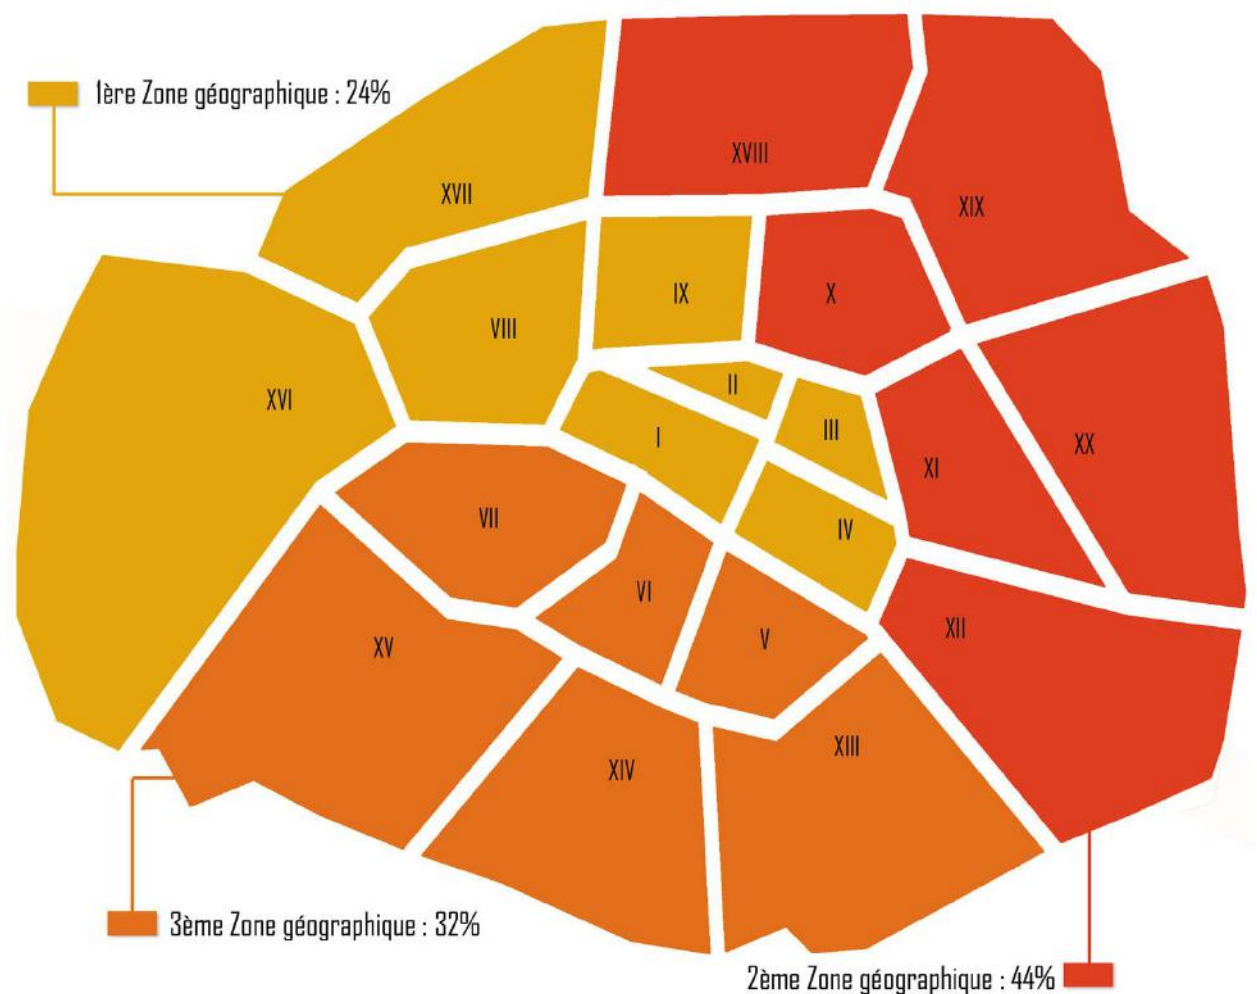 1ère Zone géographique : 24%
XVIII
XVII
XIX
IX
X
VIII
II
XVI
I
III
XX
XI
VII
IV
VI
XII
V
XV
XIII
XIV
3ème Zone géographique : 32%
2ème Zone géographique : 44%